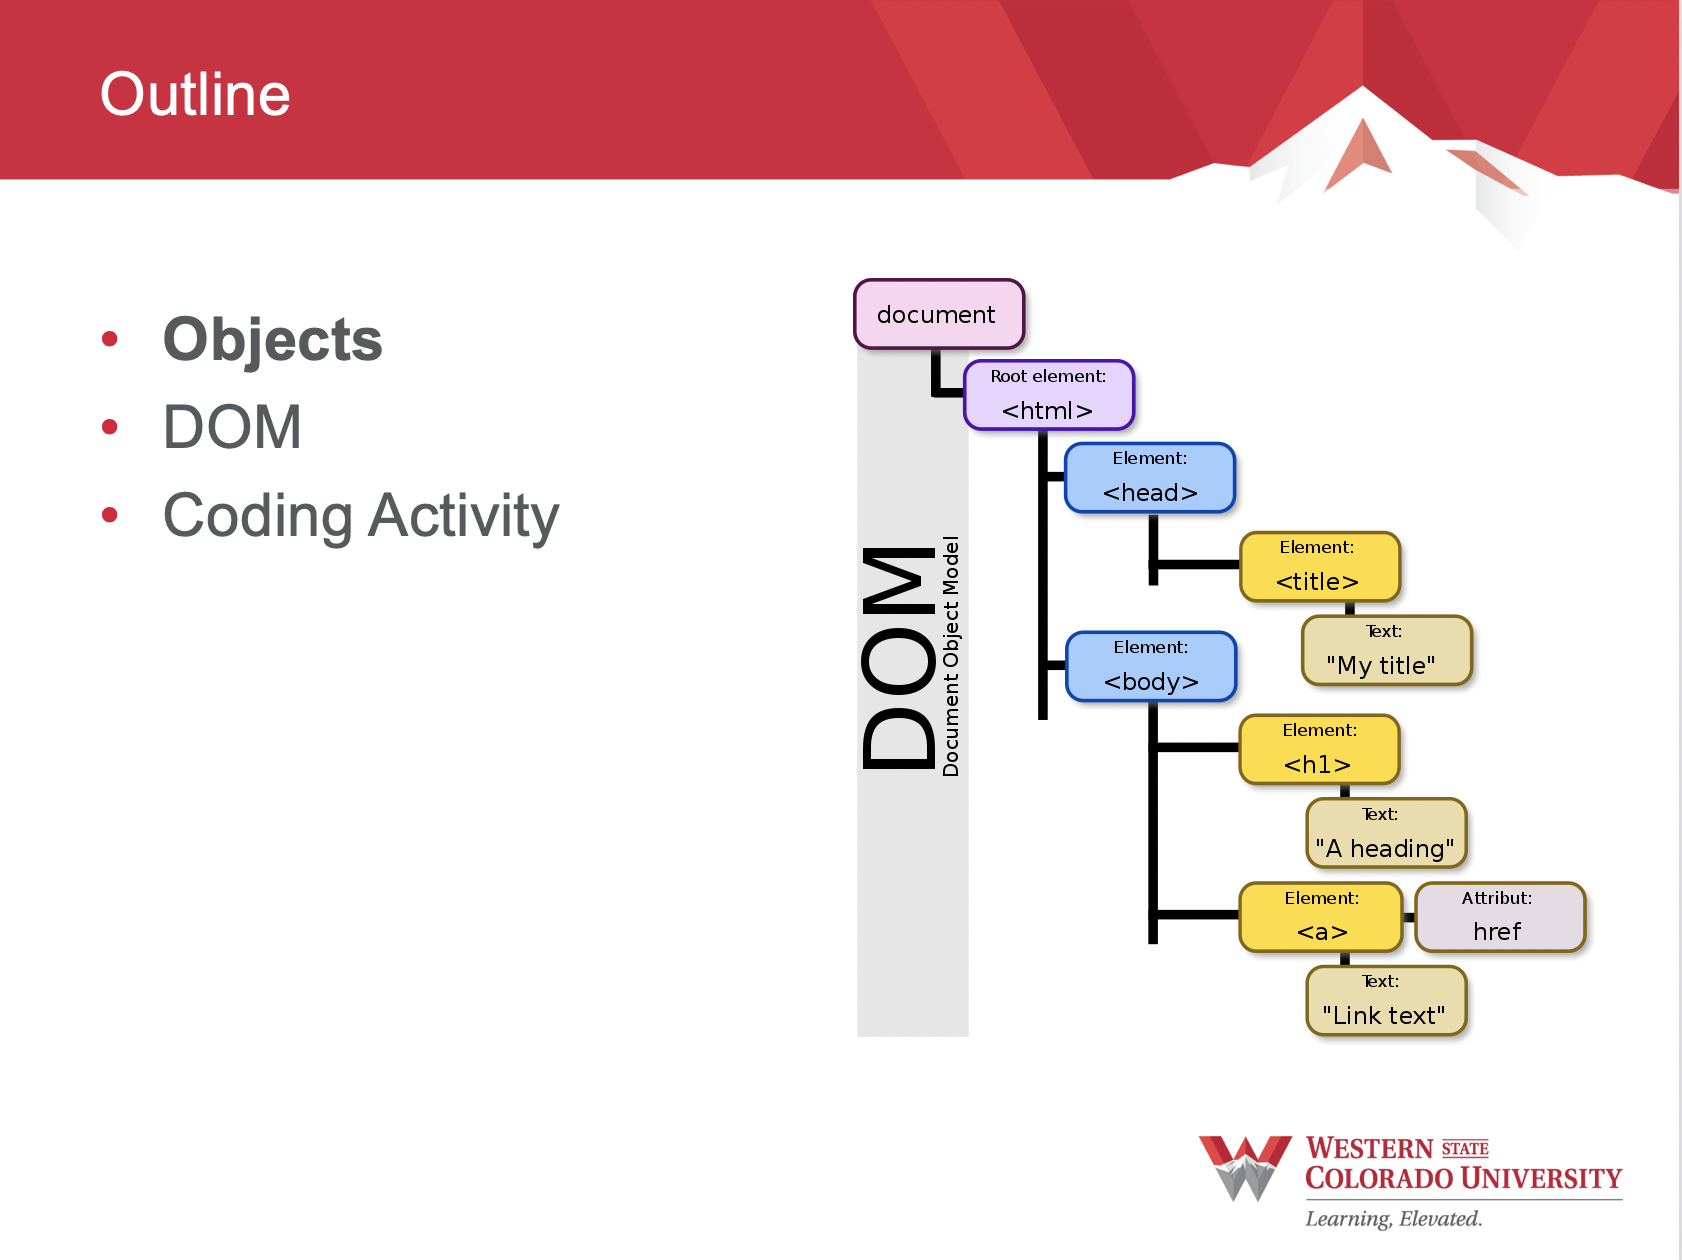 Outline
Objects
DOM
Coding Activity
document
Root element:
<html>
Element:
<head>
Element:
<title>
Text:
"My title"
Element:
<body>
Element:
<h1>
Text:
"A heading"
Element:
<a>
Attribut:
href
Text:
"Link text"
DOM
Document Object Model
WESTERN STATE
COLORADO UNIVERSITY
Learning, Elevated.